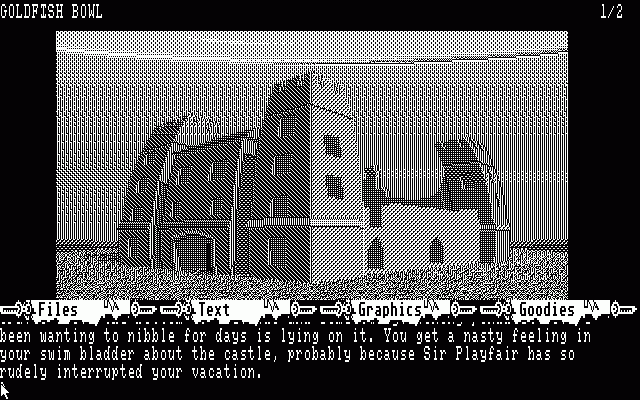 GOLDFISH BOWL 1/2
Files Text Graphics Goodies
been wanting to nibble for days is lying on it. You get a nasty feeling in
your swim bladder about the castle, probably because Sir Playfair has so
rudely interrupted your vacation.